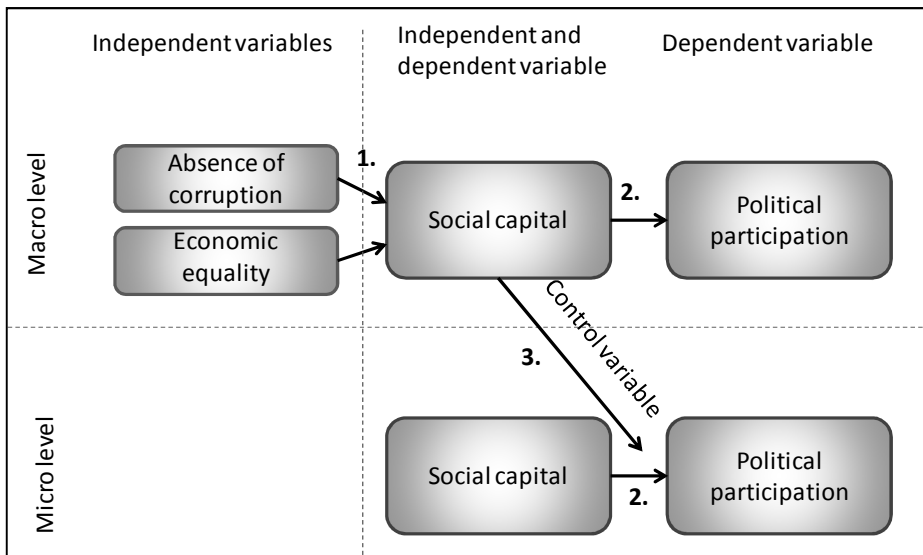 Independent variables
Independent and
dependent variable
Dependent variable
Macro level
Absence of
corruption
Economic
equality
1.
Social capital
2.
Political
participation
3.
Control variable
Micro level
Social capital
2.
Political
participation